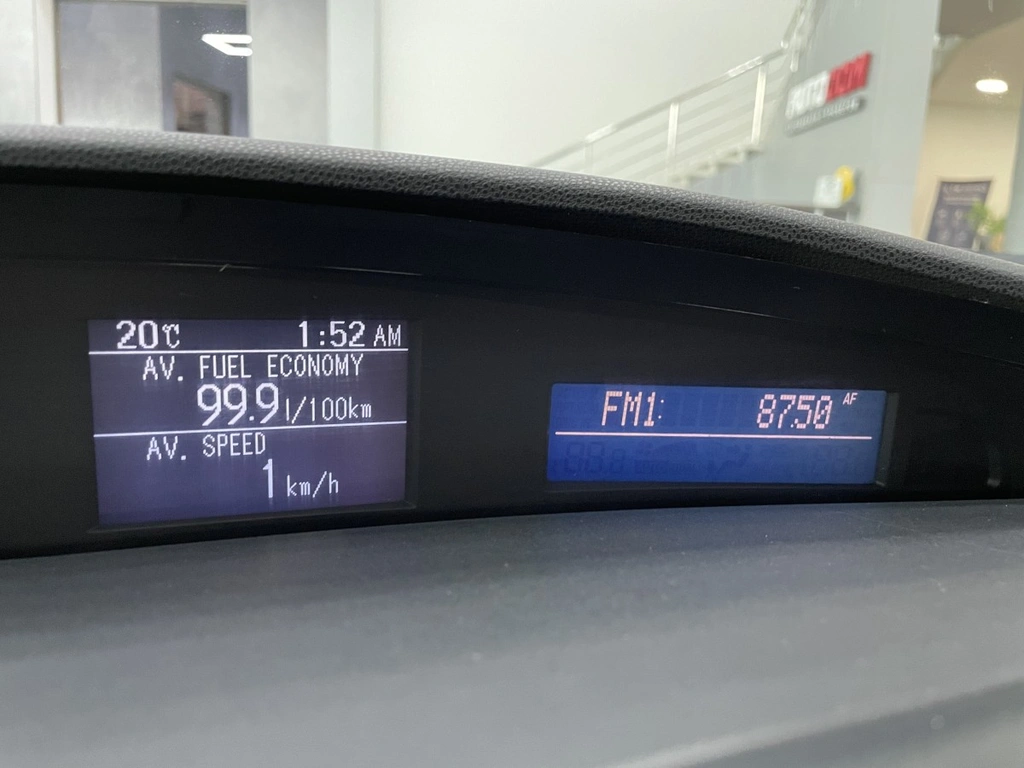 20℃ 1:52 AM
AV. FUEL ECONOMY
99.9 l/100km
AV. SPEED
1 km/h
FM1: 87.50 AF